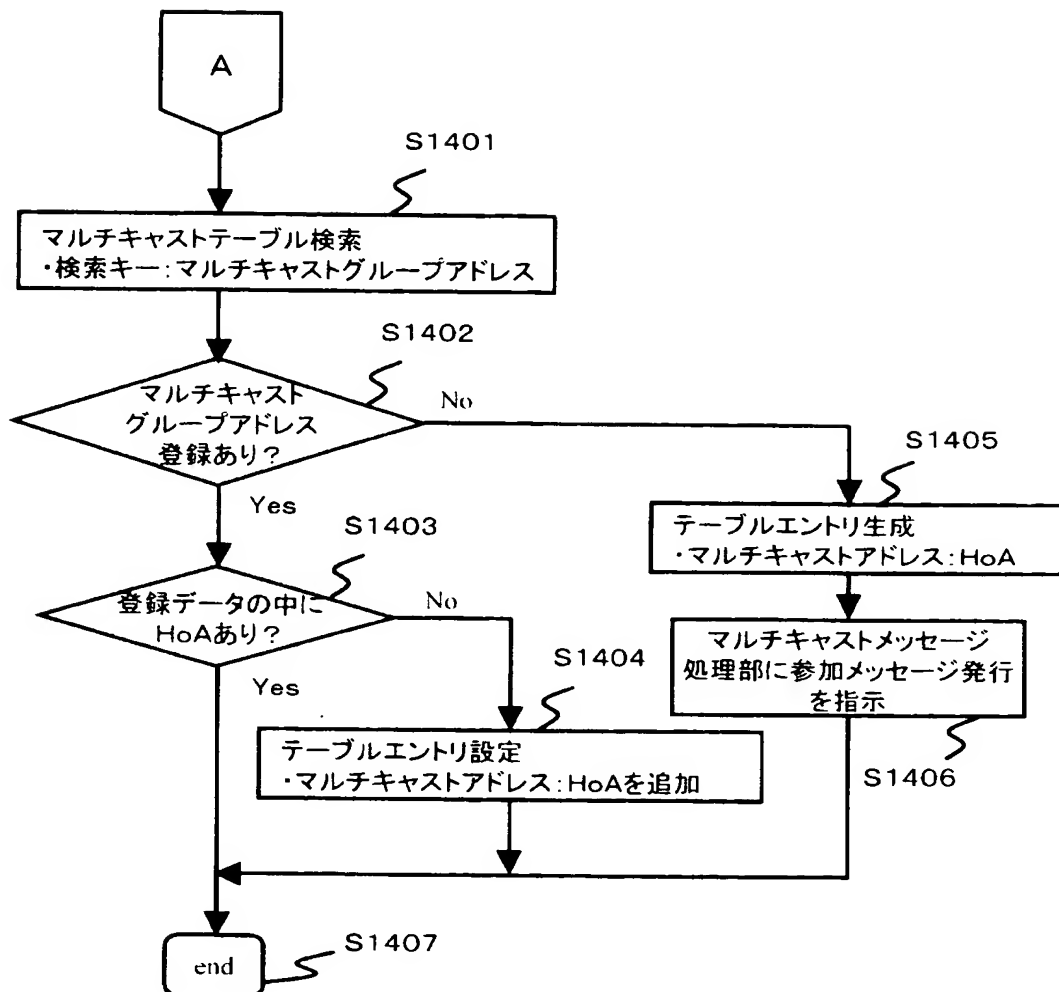 A
S1401
マルチキャストテーブル検索
・検索キー:マルチキャストグループアドレス
S1402
マルチキャスト
グループアドレス
登録あり?
No
Yes
S1405
テーブルエントリ生成
・マルチキャストアドレス:HoA
S1403
登録データの中に
HoAあり?
No
Yes
マルチキャストメッセージ
処理部に参加メッセージ発行
を指示
S1406
S1404
テーブルエントリ設定
・マルチキャストアドレス:HoAを追加
end
S1407